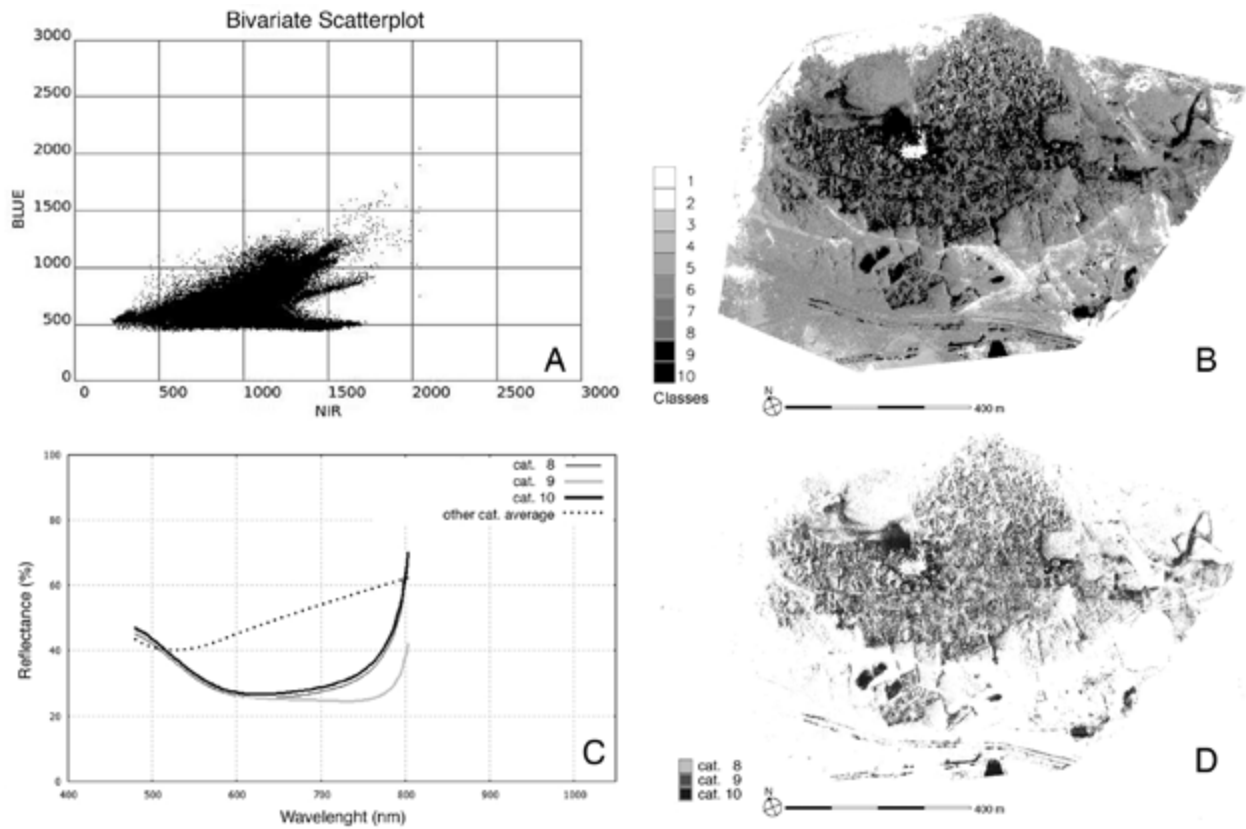 Bivariate Scatterplot
3000
2500
2000
1500
1000
500
0
BLUE
0 500 1000 1500 2000 2500 3000
NIR
A
1
2
3
4
5
6
7
8
9
10
Classes
N
400 m
B
100
80
60
40
20
0
Reflectance (%)
cat. 8
cat. 9
cat. 10
other cat. average
400 500 600 700 800 900 1000
Wavelenght (nm)
C
cat. 8
cat. 9
cat. 10
N
400 m
D